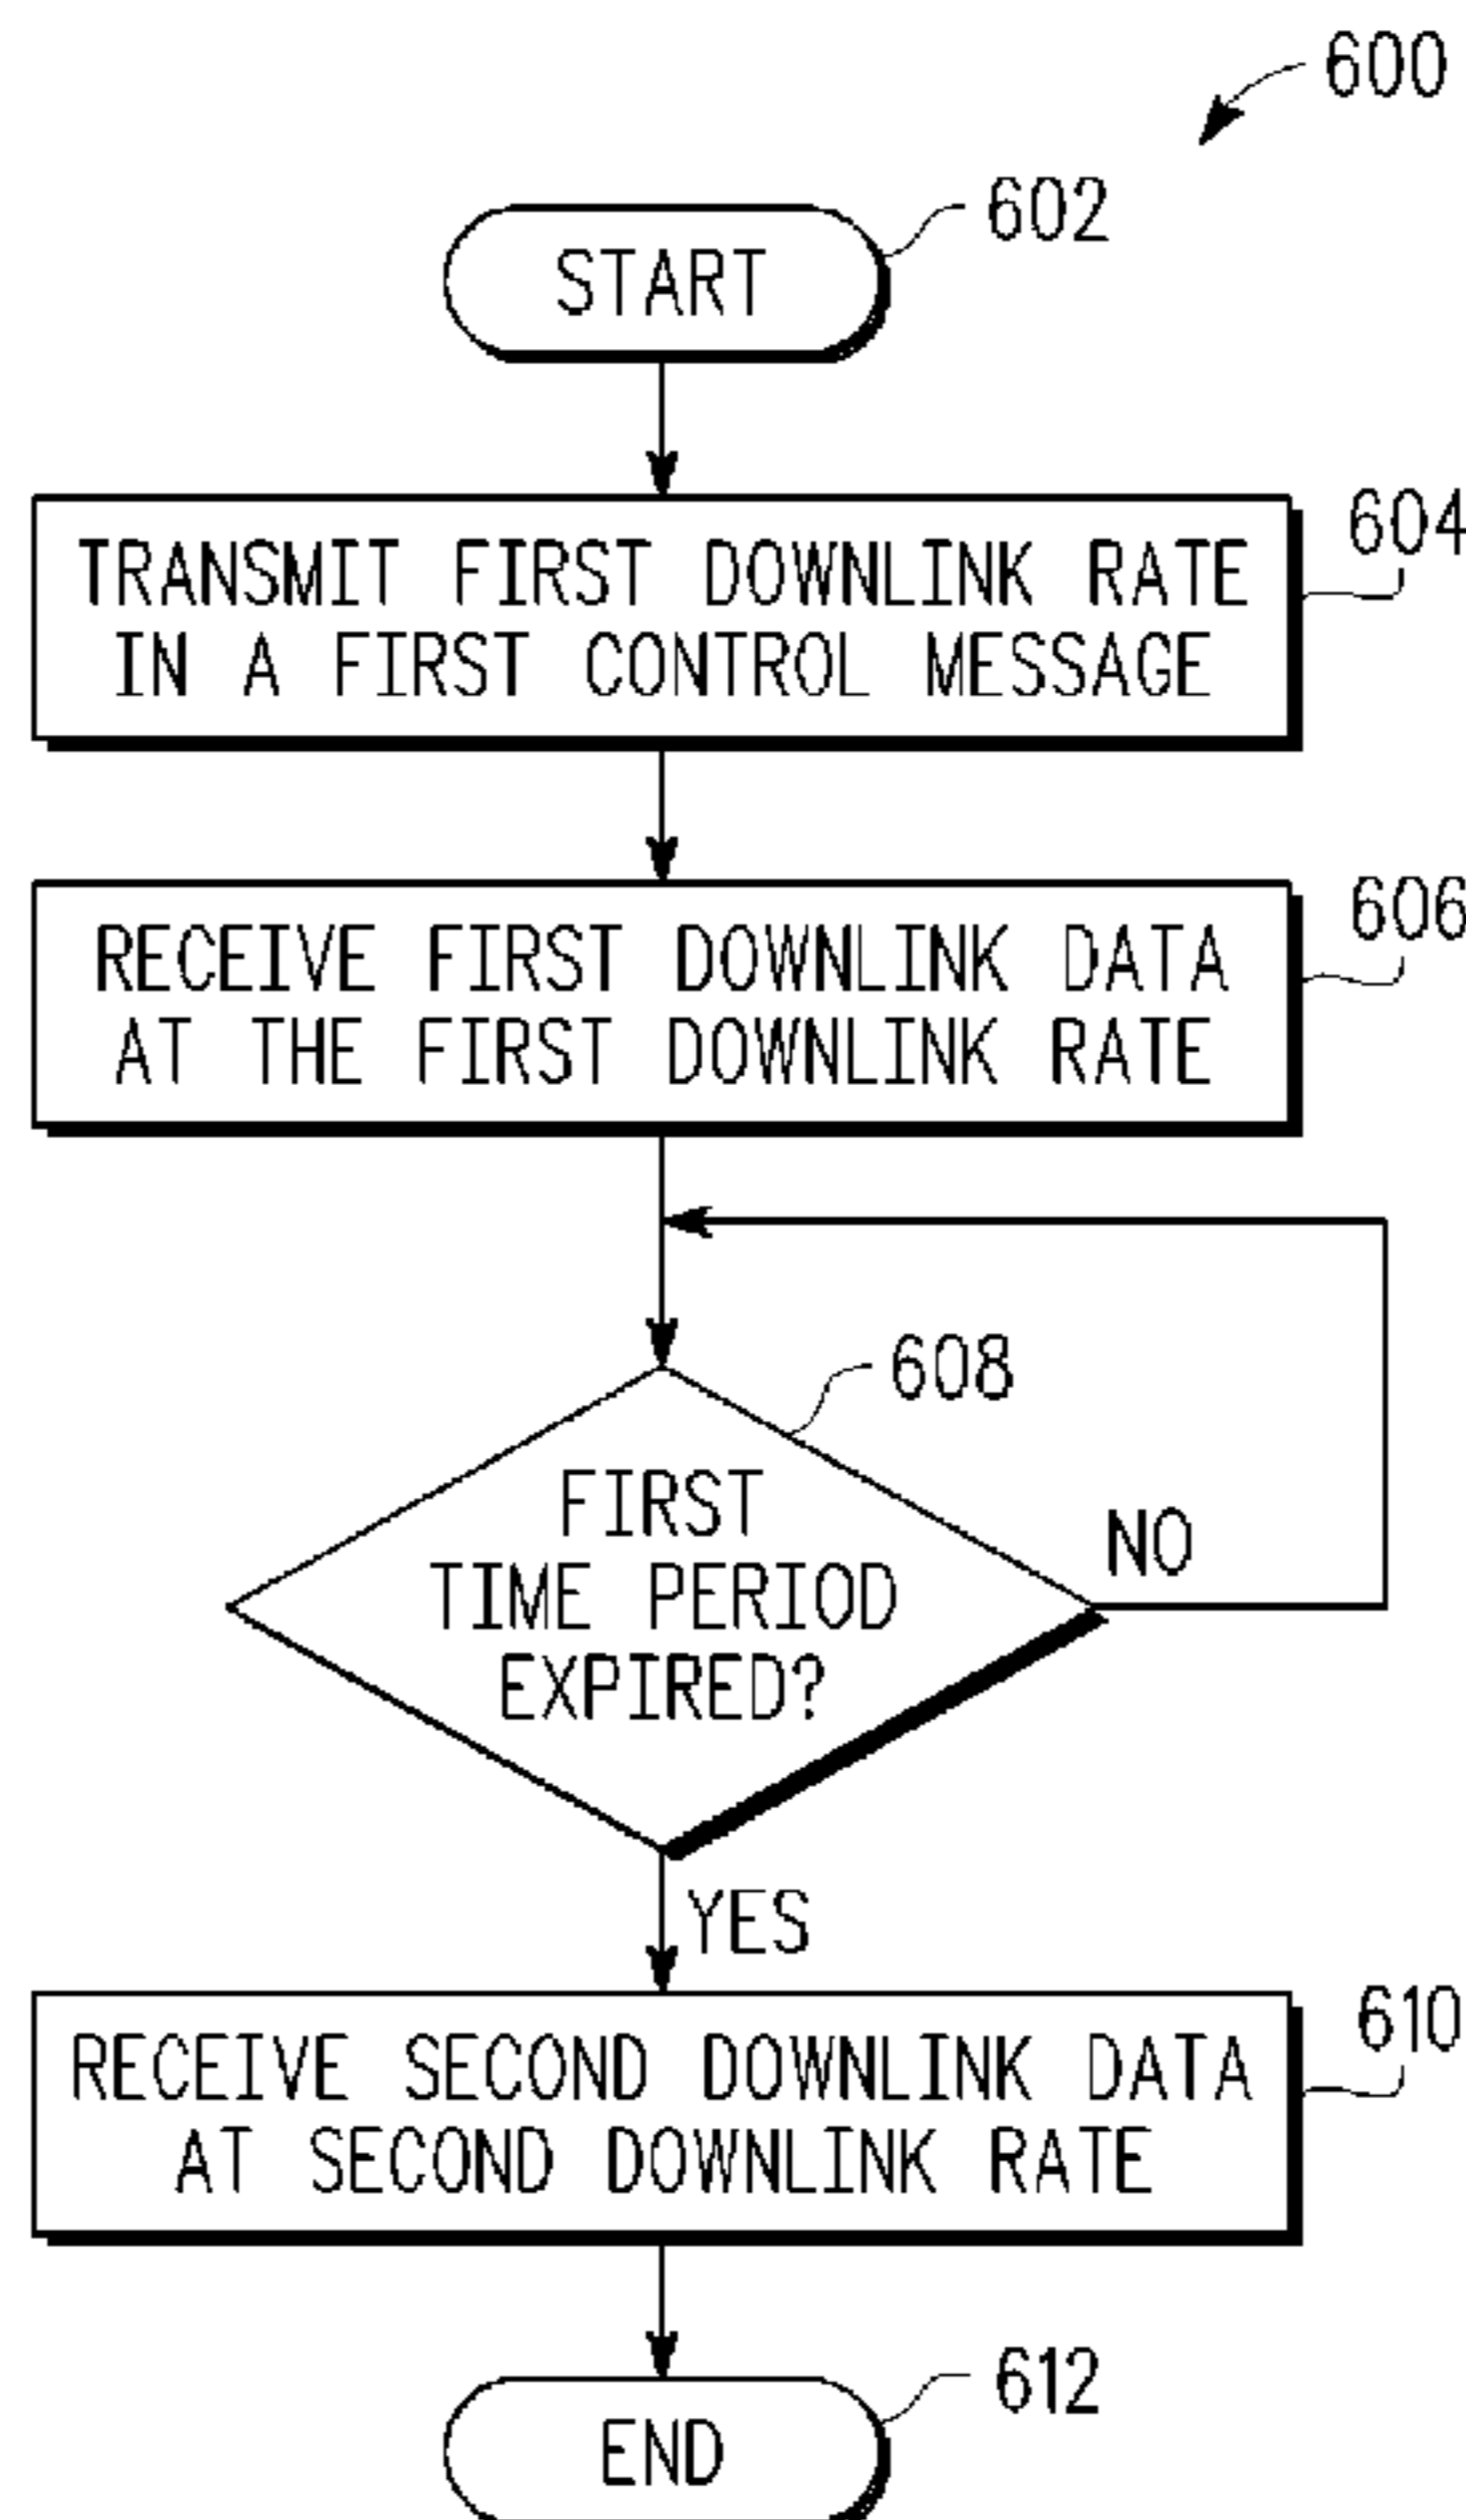 600
602
START
604
TRANSMIT FIRST DOWNLINK RATE
IN A FIRST CONTROL MESSAGE
606
RECEIVE FIRST DOWNLINK DATA
AT THE FIRST DOWNLINK RATE
608
FIRST
TIME PERIOD
EXPIRED?
NO
YES
610
RECEIVE SECOND DOWNLINK DATA
AT SECOND DOWNLINK RATE
612
END